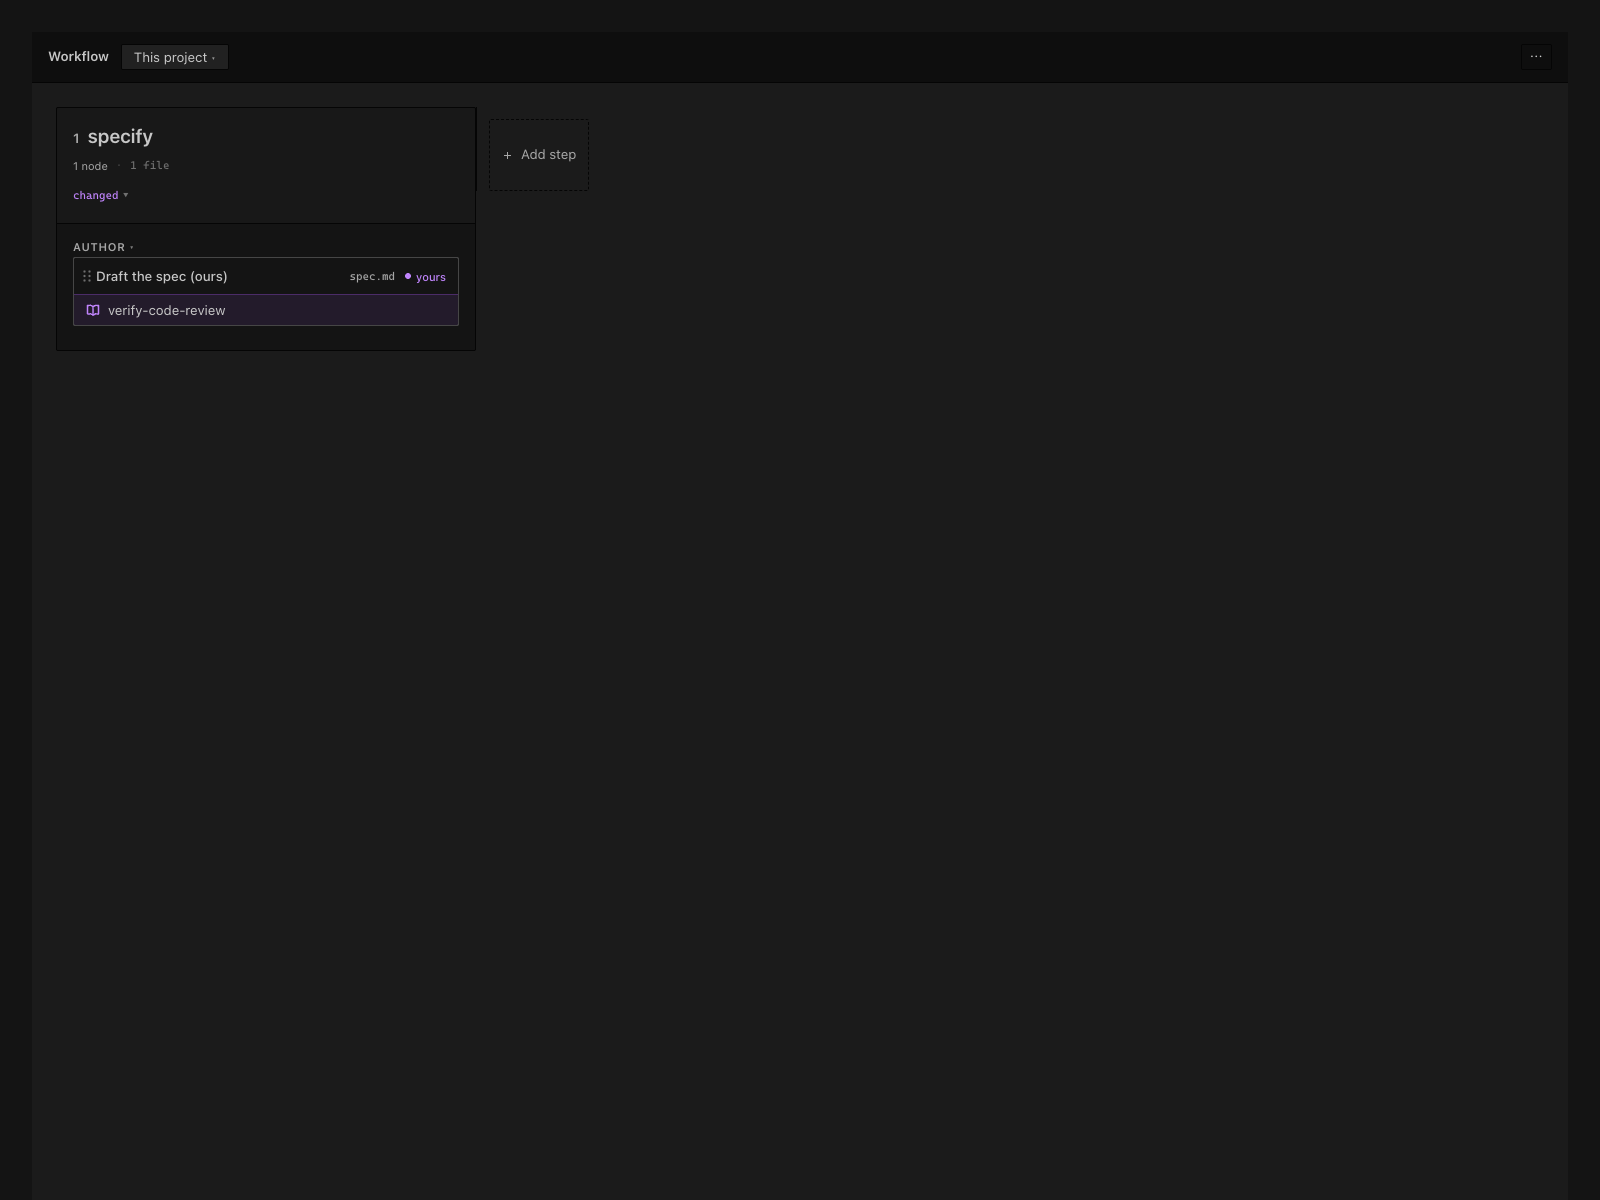 Workflow This project ...
1 specify
1 node · 1 file
changed
+ Add step
AUTHOR
Draft the spec (ours) spec.md yours
verify-code-review